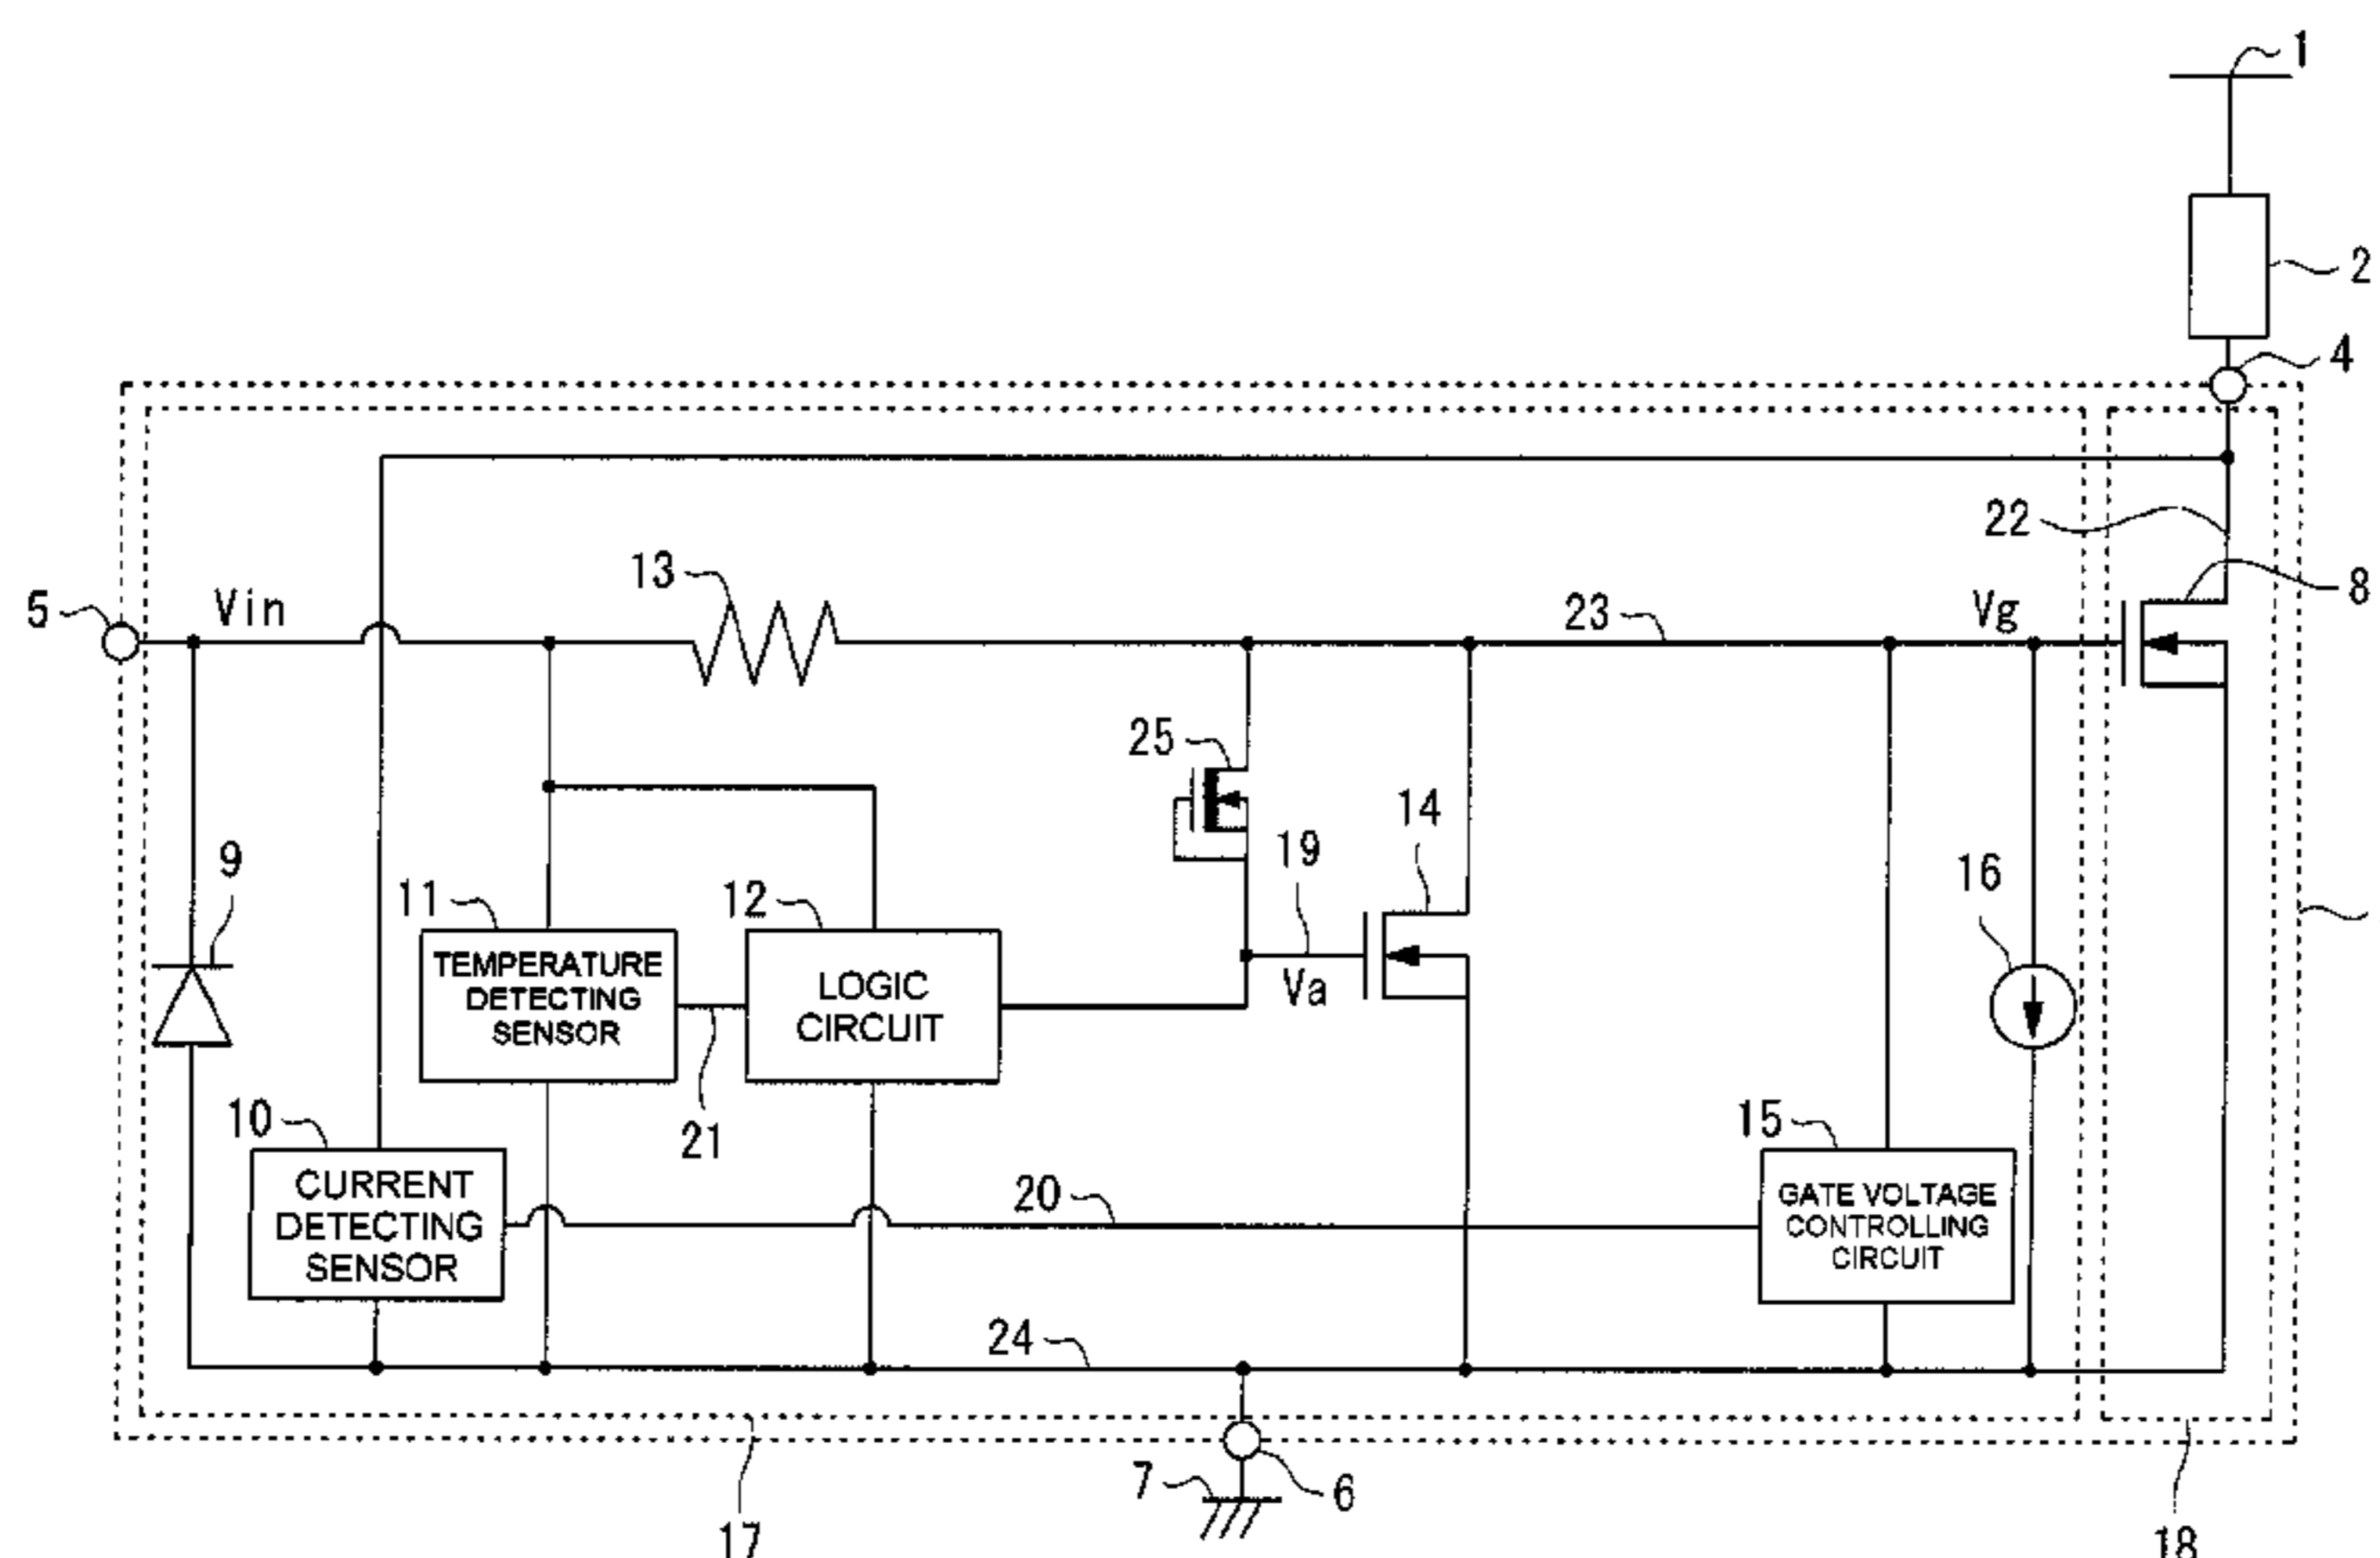 1
2
4
22
13
5
Vin
23
Vg
8
25
14
19
16
9
11
12
TEMPERATURE
DETECTING
SENSOR
LOGIC
CIRCUIT
Va
10
21
15
CURRENT
DETECTING
SENSOR
20
GATE VOLTAGE
CONTROLLING
CIRCUIT
24
7
6
17
18